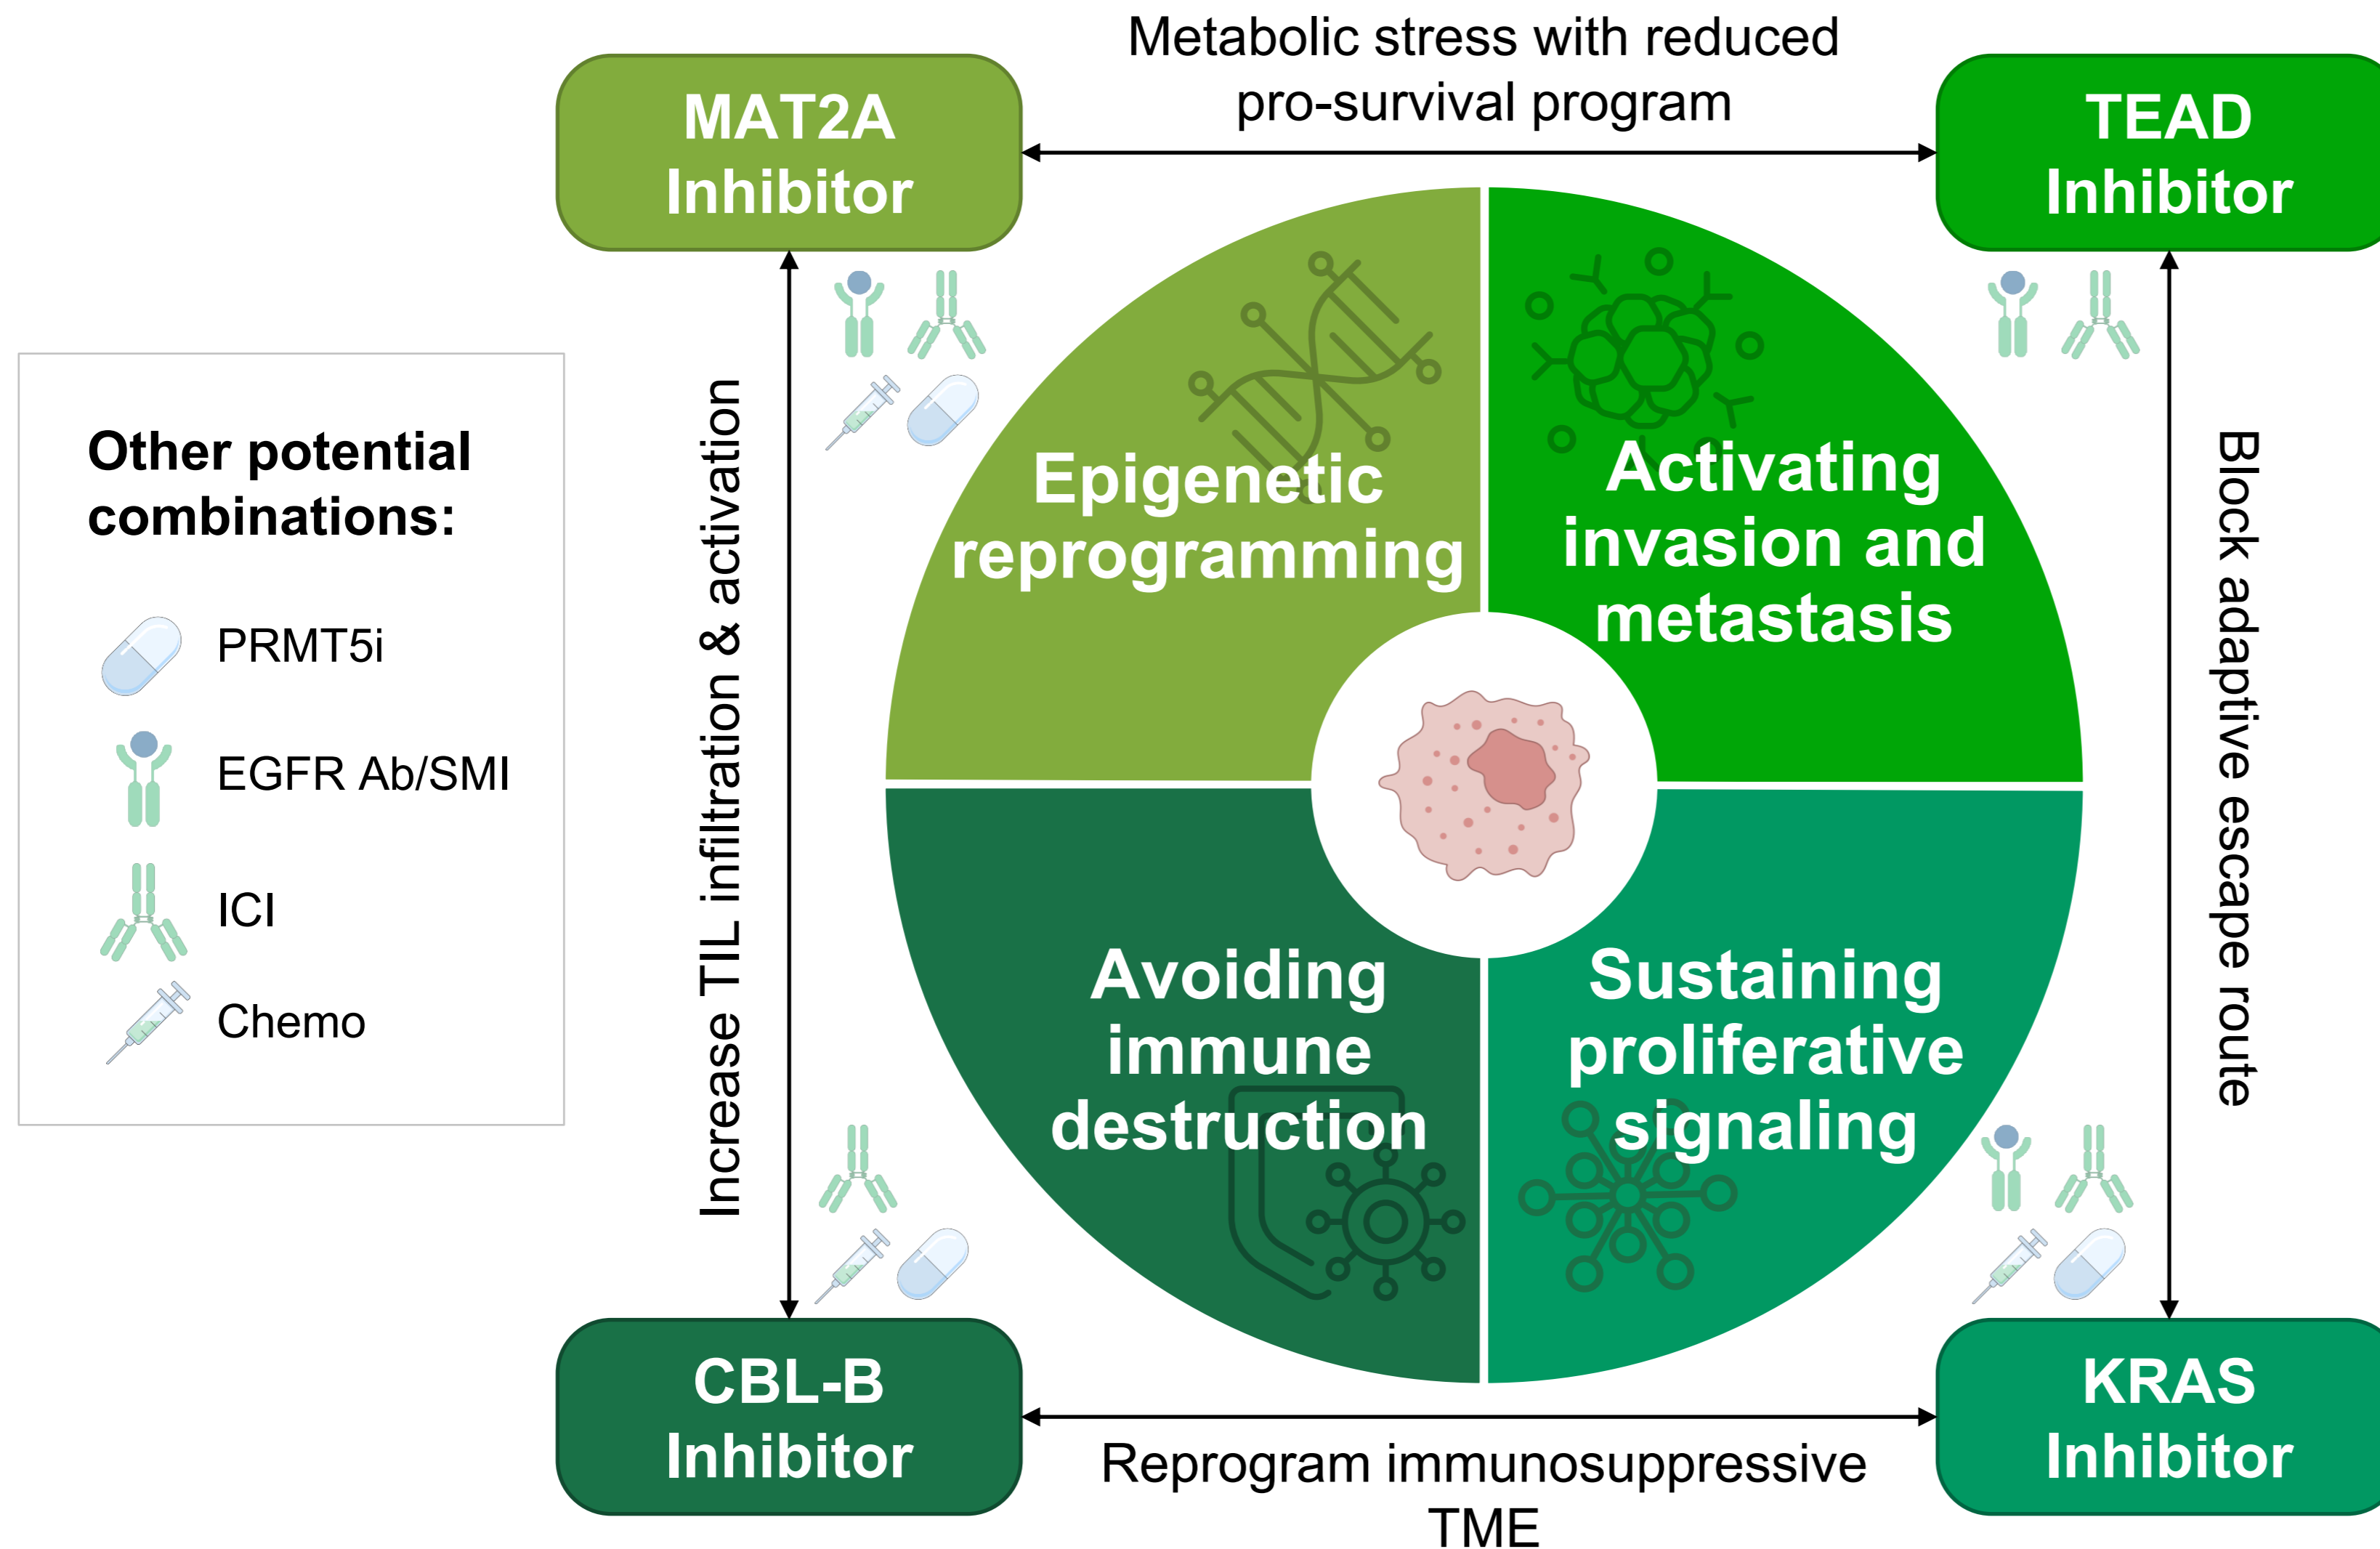 Metabolic stress with reduced
pro-survival program
MAT2A
Inhibitor
TEAD
Inhibitor
Other potential
combinations:
PRMT5i
EGFR Ab/SMI
ICI
Chemo
Increase TIL infiltration & activation
Epigenetic
reprogramming
Activating
invasion and
metastasis
Avoiding
immune
destruction
Sustaining
proliferative
signaling
Block adaptive escape route
CBL-B
Inhibitor
KRAS
Inhibitor
Reprogram immunosuppressive
TME